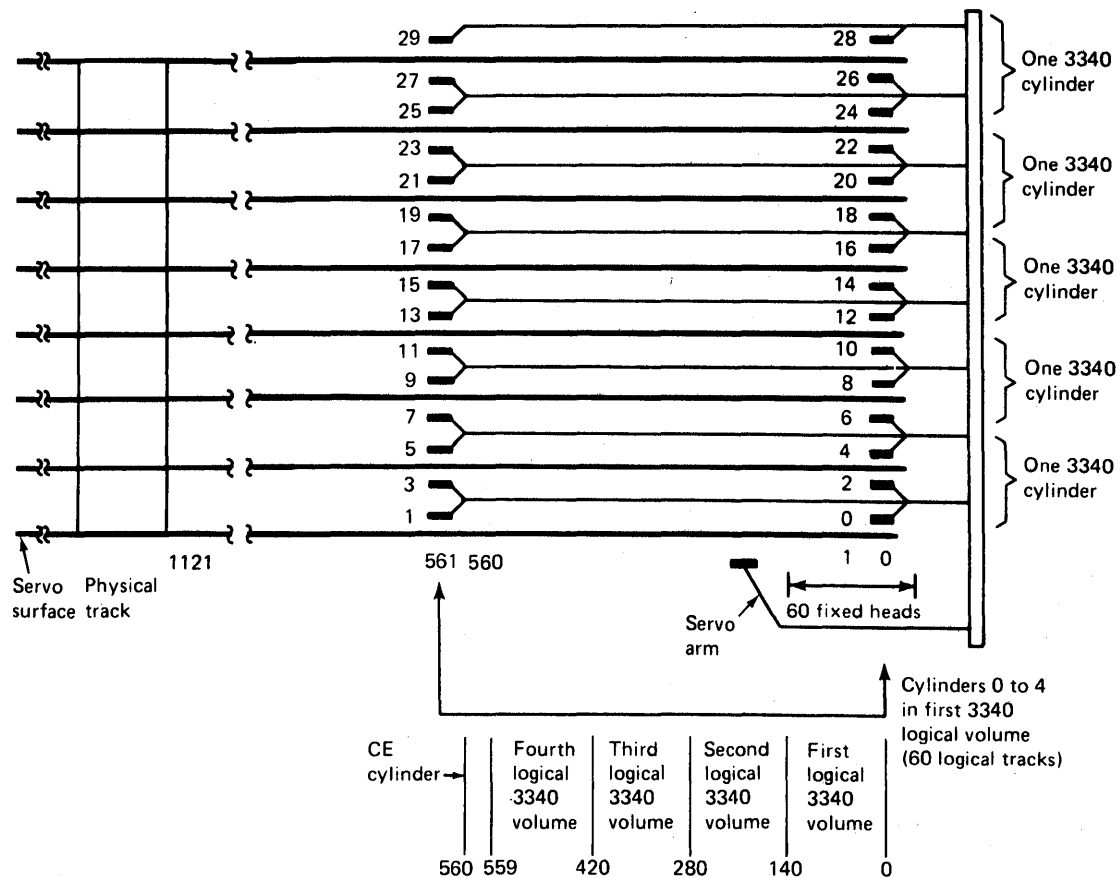 29
28
One 3340
cylinder
27
26
25
24
23
22
One 3340
cylinder
21
20
19
18
17
16
One 3340
cylinder
15
14
13
12
11
10
One 3340
cylinder
9
8
7
6
5
4
One 3340
cylinder
3
2
1
0
1121
561 560
1 0
Servo
surface
Physical
track
60 fixed heads
Servo
arm
Cylinders 0 to 4
in first 3340
logical volume
(60 logical tracks)
CE
cylinder
Fourth
logical
3340
volume
Third
logical
3340
volume
Second
logical
3340
volume
First
logical
3340
volume
560 559 420 280 140 0